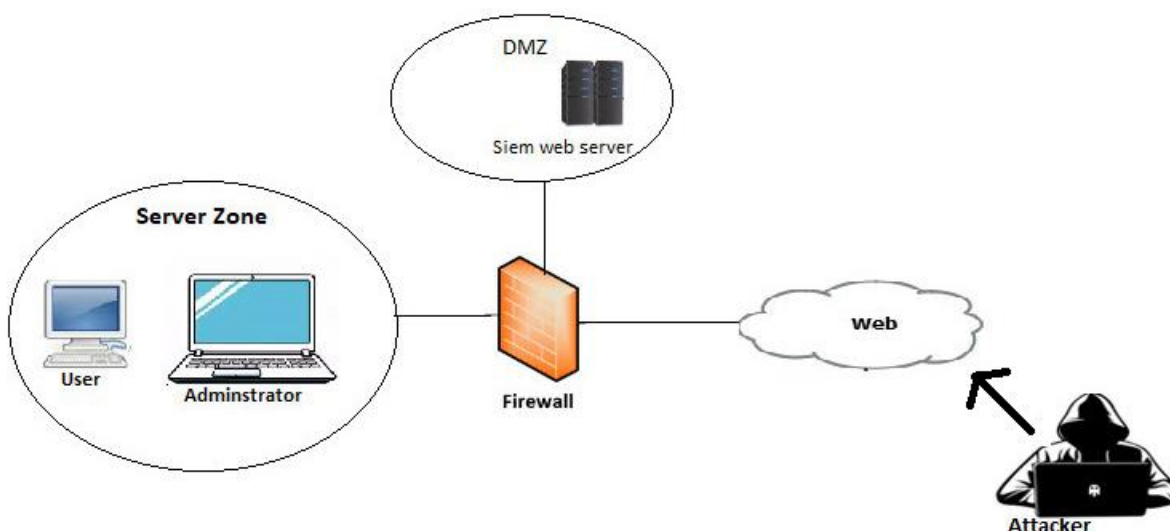 DMZ
Siem web server
Server Zone
User
Adminstrator
Firewall
Web
Attacker